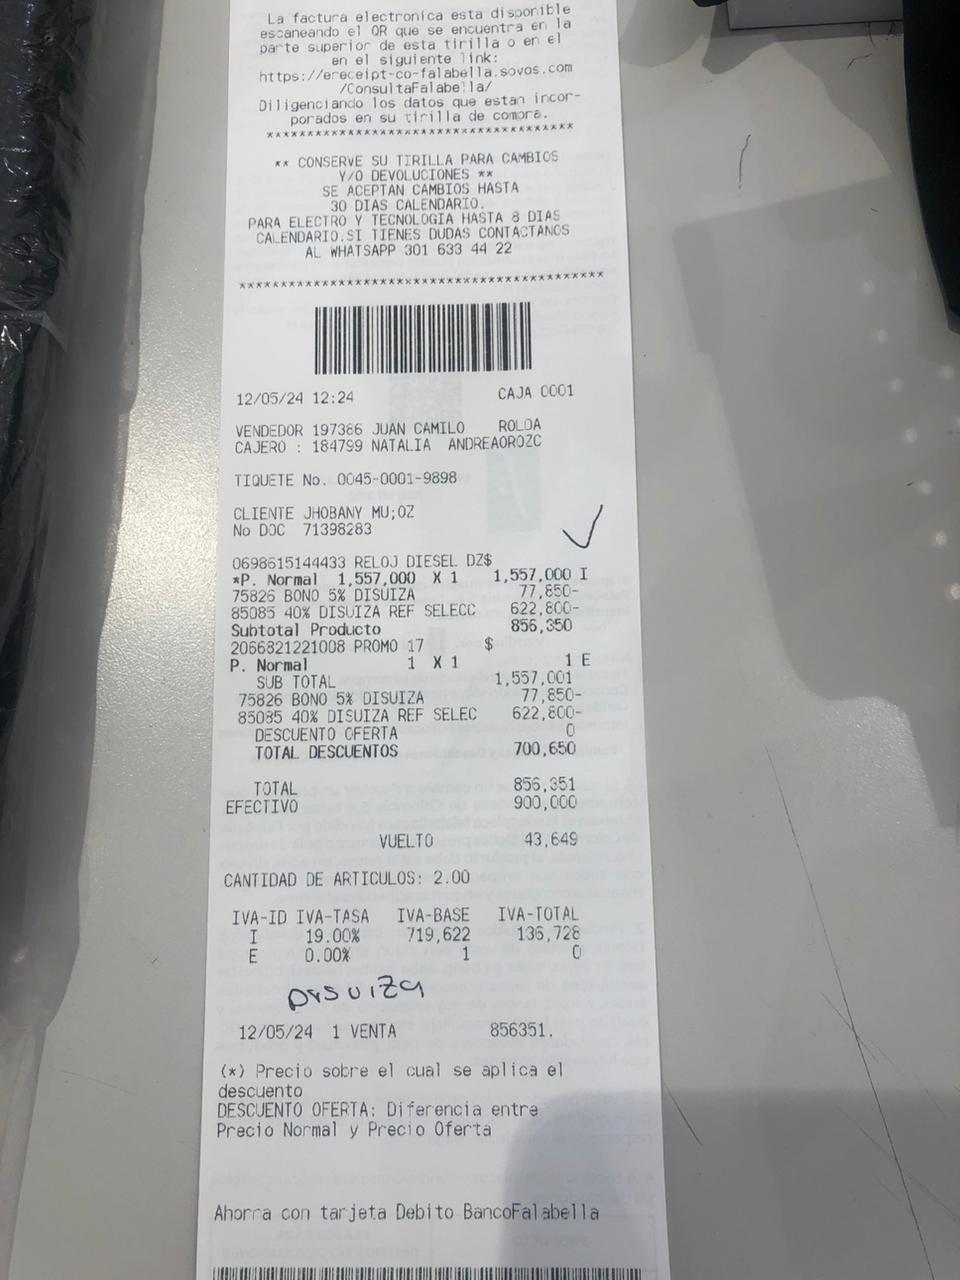 La factura electronica esta disponible
escaneando el QR que se encuentra en la
parte superior de esta tirilla o en el
en el siguiente link:
https://ereceipt-co-falabella.sovos.com
/ConsultaFalabella/
Diligenciando los datos que estan incor-
porados en su tirilla de compra.
*************************************
** CONSERVE SU TIRILLA PARA CAMBIOS
Y/O DEVOLUCIONES **
SE ACEPTAN CAMBIOS HASTA
30 DIAS CALENDARIO.
PARA ELECTRO Y TECNOLOGIA HASTA 8 DIAS
CALENDARIO.SI TIENES DUDAS CONTACTANOS
AL WHATSAPP 301 633 44 22
********************************************
12/05/24 12:24 CAJA 0001
VENDEDOR 197386 JUAN CAMILO ROLDA
CAJERO : 184799 NATALIA ANDREAOROZC
TIQUETE No. 0045-0001-9898
CLIENTE JHOBANY MU;OZ
No DOC 71398283
0698615144433 RELOJ DIESEL DZ$
*P. Normal 1,557,000 X 1 1,557,000 I
75826 BONO 5% DISUIZA 77,850-
85085 40% DISUIZA REF SELECC 622,800-
Subtotal Producto 856,350
2066821221008 PROMO 17 $
P. Normal 1 X 1 1 E
SUB TOTAL 1,557,001
75826 BONO 5% DISUIZA 77,850-
85085 40% DISUIZA REF SELEC 622,800-
DESCUENTO OFERTA 0
TOTAL DESCUENTOS 700,650
TOTAL 856,351
EFECTIVO 900,000
VUELTO 43,649
CANTIDAD DE ARTICULOS: 2.00
IVA-ID IVA-TASA IVA-BASE IVA-TOTAL
I 19.00% 719,622 136,728
E 0.00% 1 0
DISUIZA
12/05/24 1 VENTA 856351.
(*) Precio sobre el cual se aplica el
descuento
DESCUENTO OFERTA: Diferencia entre
Precio Normal y Precio Oferta
Ahorra con tarjeta Debito BancoFalabella